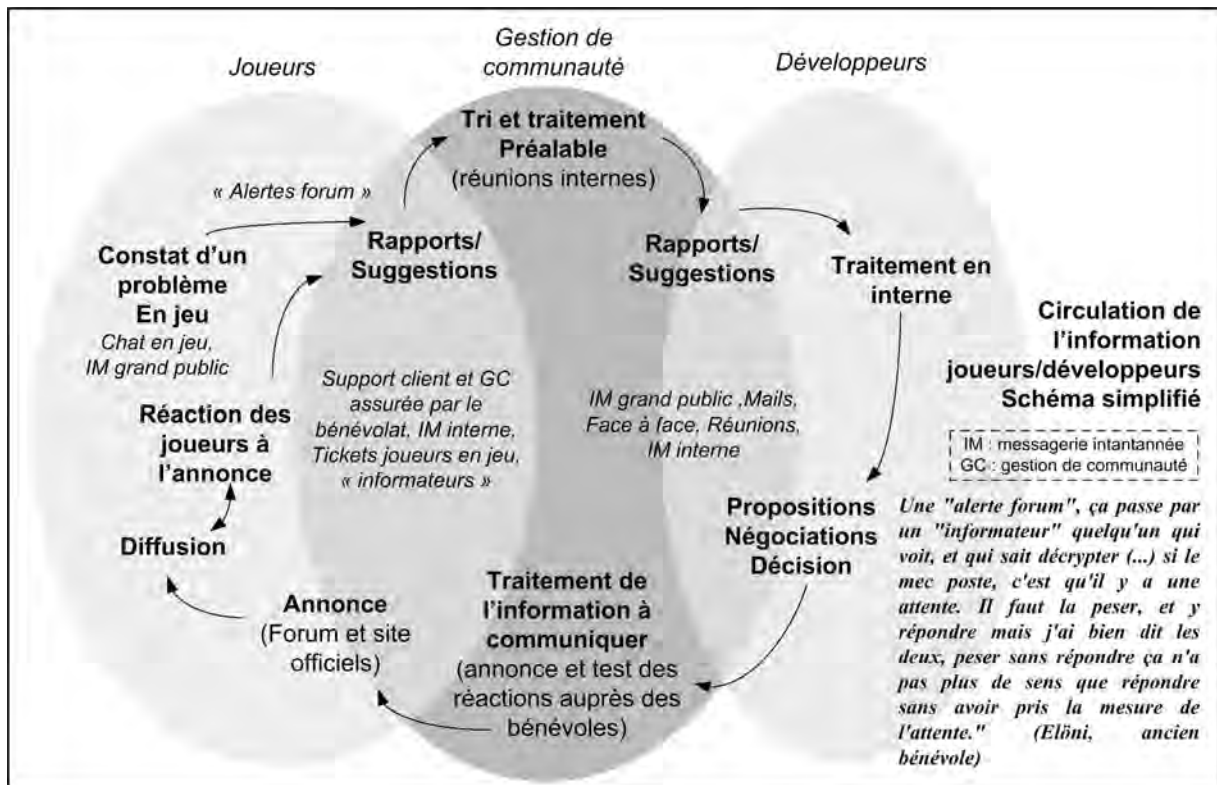 Joueurs
Gestion de
communauté
Développeurs
Tri et traitement
Préalable
(réunions internes)
« Alertes forum »
Constat d'un
problème
En jeu
Chat en jeu,
IM grand public
Rapports/
Suggestions
Rapports/
Suggestions
Traitement en
interne
Circulation de
l'information
joueurs/développeurs
Schéma simplifié
IM : messagerie intantannée
GC : gestion de communauté
Support client et GC
assurée par le
bénévolat, IM interne,
Tickets joueurs en jeu,
« informateurs »
IM grand public ,Mails,
Face à face, Réunions,
IM interne
Réaction des
joueurs à
l'annonce
Diffusion
Annonce
(Forum et site
officiels)
Traitement de
l'information à
communiquer
(annonce et test des
réactions auprès des
bénévoles)
Propositions
Négociations
Décision
Une "alerte forum", ça passe par
un "informateur" quelqu'un qui
voit, et qui sait décrypter (...) si le
mec poste, c'est qu'il y a une
attente. Il faut la peser, et y
répondre mais j'ai bien dit les
deux, peser sans répondre ça n'a
pas plus de sens que répondre
sans avoir pris la mesure de
l'attente." (Elöni, ancien
bénévole)